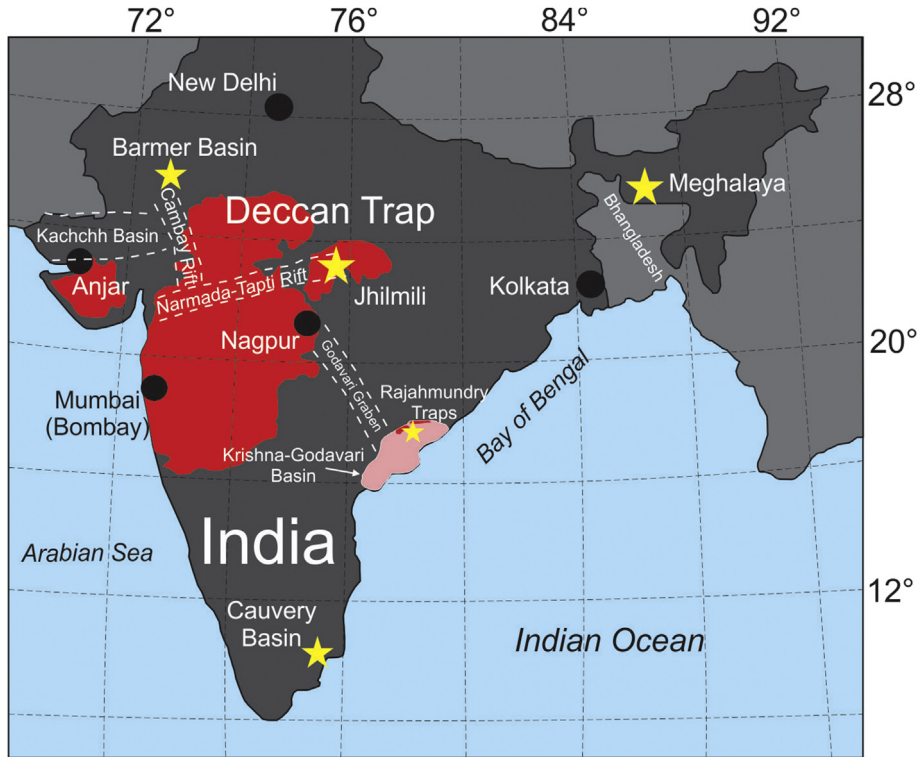 72°
76°
84°
92°
New Delhi
28°
Barmer Basin
Meghalaya
Cambay Rift
Deccan Trap
Bhangladesh
Kachchh Basin
Anjar
Narmada-Tapti Rift
Jhilmili
Kolkata
Nagpur
20°
Godavari Graben
Mumbai
(Bombay)
Rajahmundry
Traps
Bay of Bengal
Krishna-Godavari
Basin
India
Arabian Sea
12°
Cauvery
Basin
Indian Ocean